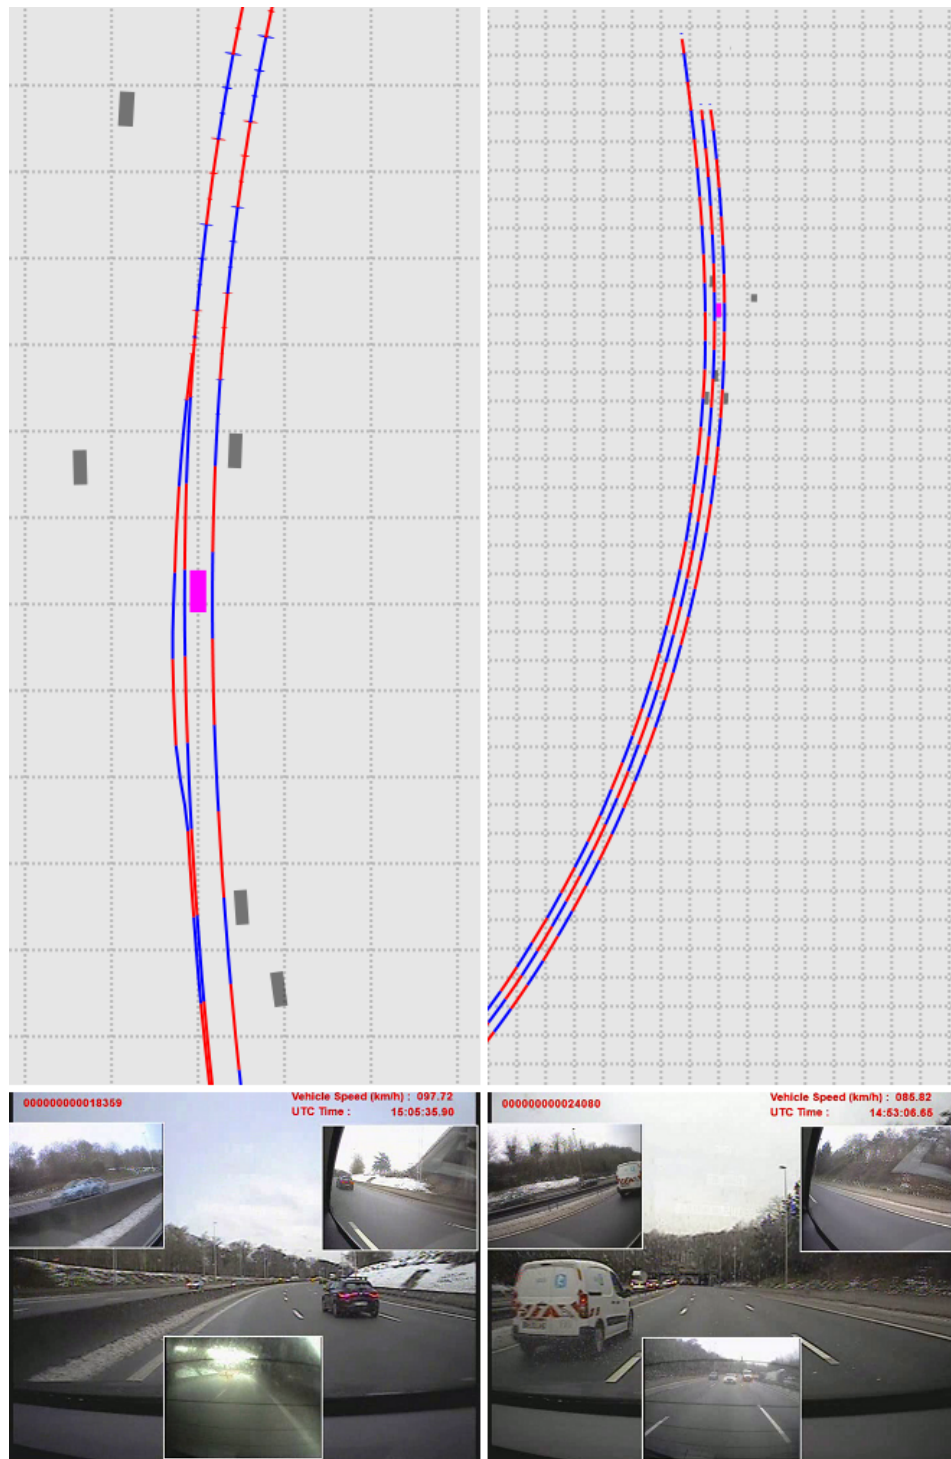 000000000018359
Vehicle Speed (km/h) : 097.72
UTC Time : 15:05:35.90
000000000024080
Vehicle Speed (km/h) : 085.82
UTC Time : 14:53:06.65